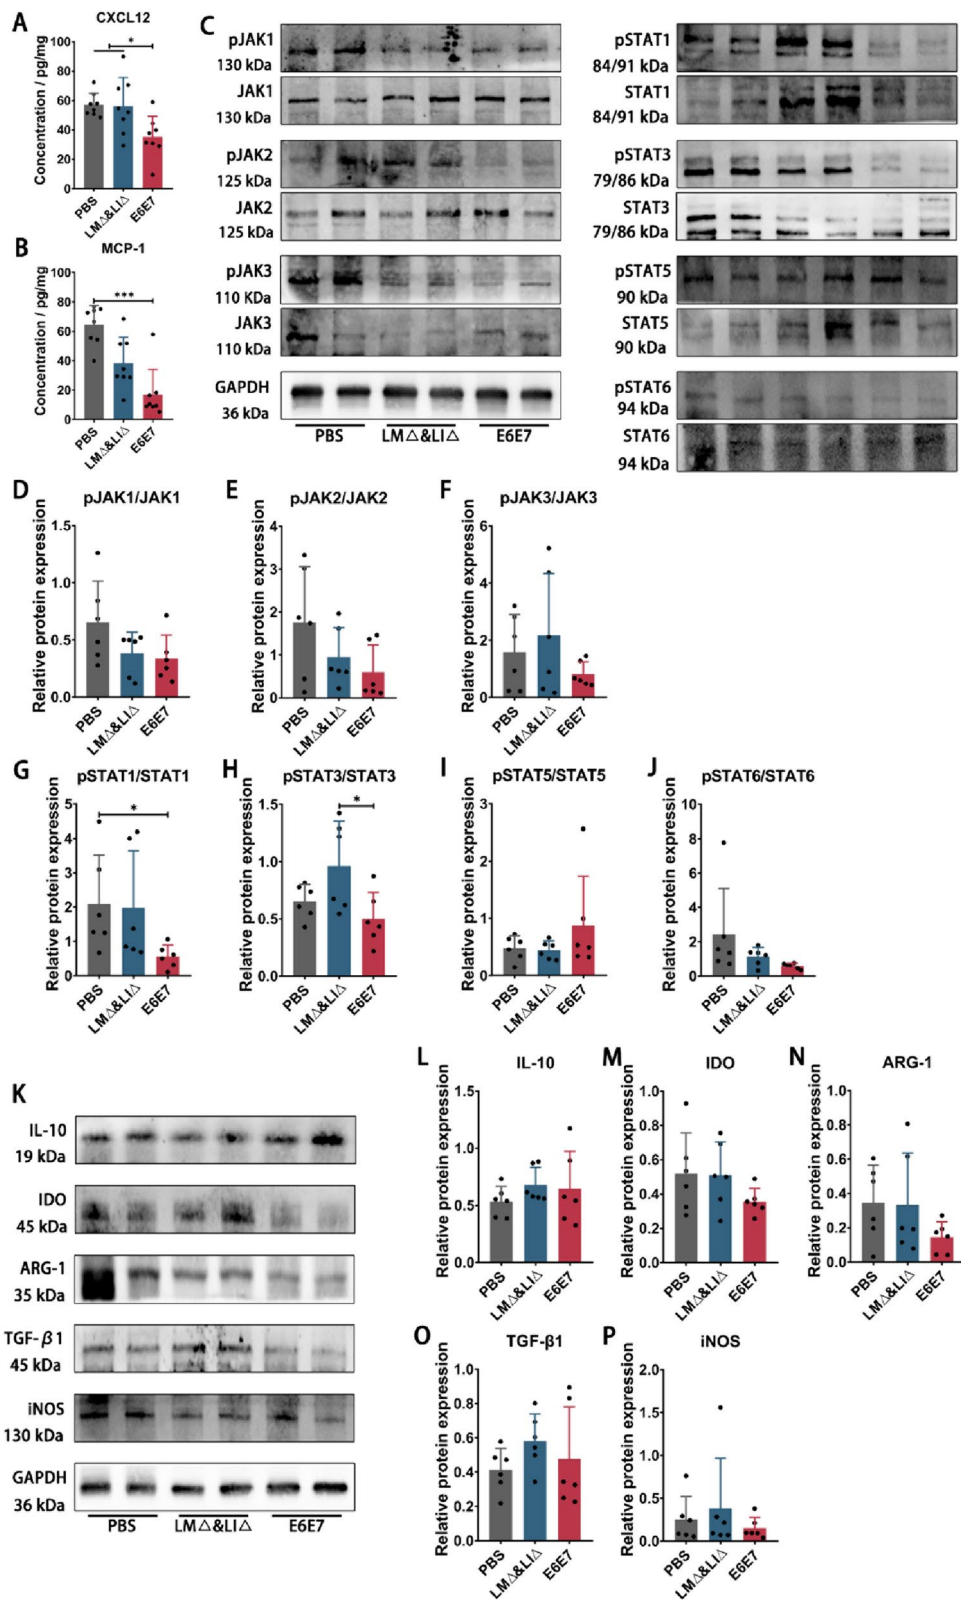 A
CXCL12
Concentration / pg/mg
100
80
60
40
20
0
*
PBS
LM△&LI△
E6E7
B
MCP-1
Concentration / pg/mg
100
80
60
40
20
0
***
PBS
LM△&LI△
E6E7
C
pJAK1
130 kDa
JAK1
130 kDa
pJAK2
125 kDa
JAK2
125 kDa
pJAK3
110 KDa
JAK3
110 kDa
GAPDH
36 kDa
PBS LM△&LI△ E6E7
pSTAT1
84/91 kDa
STAT1
84/91 kDa
pSTAT3
79/86 kDa
STAT3
79/86 kDa
pSTAT5
90 kDa
STAT5
90 kDa
pSTAT6
94 kDa
STAT6
94 kDa
D
pJAK1/JAK1
Relative protein expression
1.5
1.0
0.5
0.0
PBS
LM△&LI△
E6E7
E
pJAK2/JAK2
Relative protein expression
4
3
2
1
0
PBS
LM△&LI△
E6E7
F
pJAK3/JAK3
Relative protein expression
6
4
2
0
PBS
LM△&LI△
E6E7
G
pSTAT1/STAT1
Relative protein expression
5
4
3
2
1
0
*
PBS
LM△&LI△
E6E7
H
pSTAT3/STAT3
Relative protein expression
1.5
1.0
0.5
0.0
*
PBS
LM△&LI△
E6E7
I
pSTAT5/STAT5
Relative protein expression
3
2
1
0
PBS
LM△&LI△
E6E7
J
pSTAT6/STAT6
Relative protein expression
10
8
6
4
2
0
PBS
LM△&LI△
E6E7
K
IL-10
19 kDa
IDO
45 kDa
ARG-1
35 kDa
TGF-β1
45 kDa
iNOS
130 kDa
GAPDH
36 kDa
PBS LM△&LI△ E6E7
L
IL-10
Relative protein expression
1.5
1.0
0.5
0.0
PBS
LM△&LI△
E6E7
M
IDO
Relative protein expression
1.0
0.8
0.6
0.4
0.2
0.0
PBS
LM△&LI△
E6E7
N
ARG-1
Relative protein expression
1.0
0.8
0.6
0.4
0.2
0.0
PBS
LM△&LI△
E6E7
O
TGF-β1
Relative protein expression
1.0
0.8
0.6
0.4
0.2
0.0
PBS
LM△&LI△
E6E7
P
iNOS
Relative protein expression
2.0
1.5
1.0
0.5
0.0
PBS
LM△&LI△
E6E7